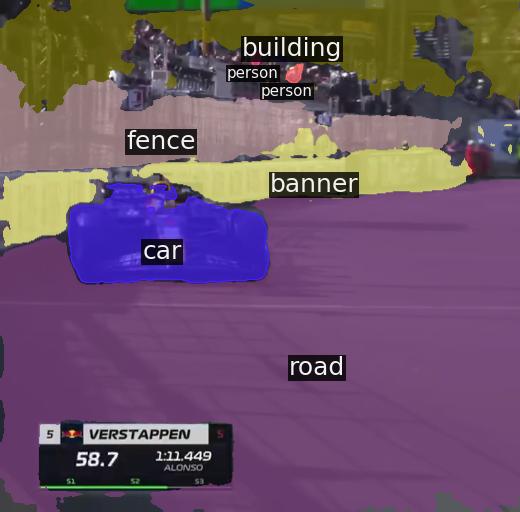 building
person
person
fence
banner
car
road
5 VERSTAPPEN 5
58.7 1:11.449
ALONSO
S1 S2 S3